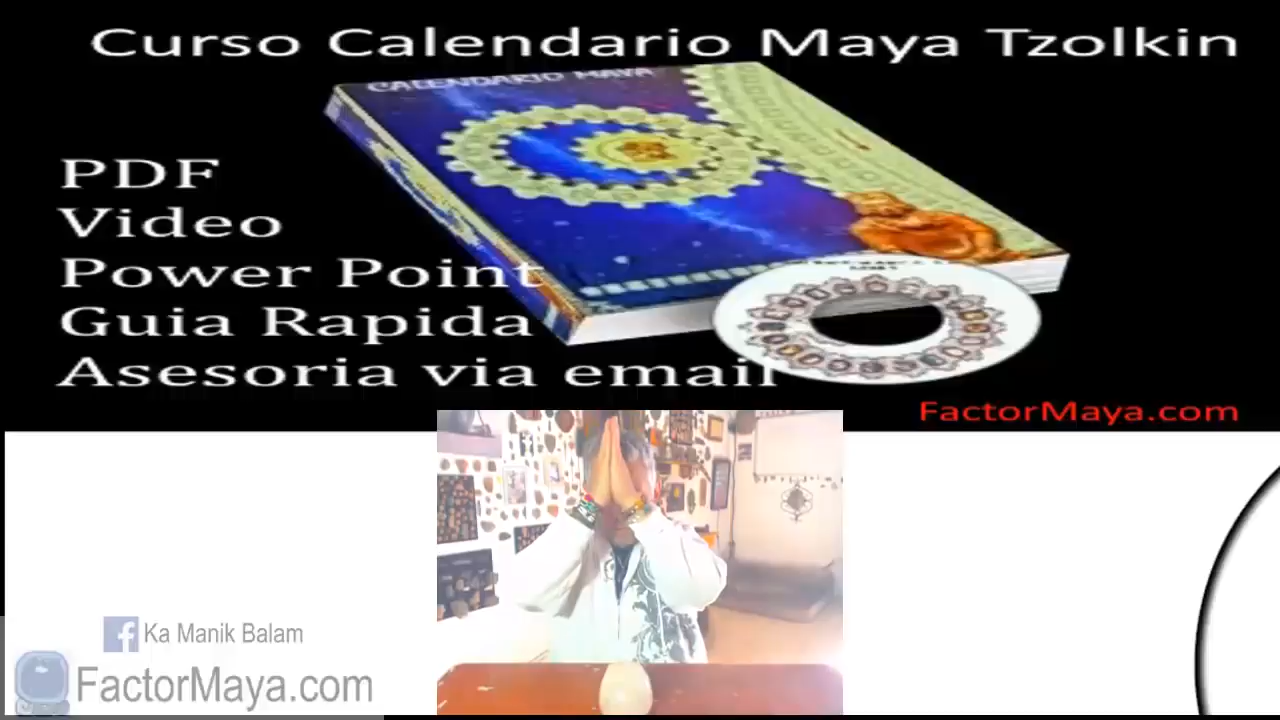 Curso Calendario Maya Tzolkin
CALENDARIO MAYA
PDF
Video
Power Point
Guia Rapida
Asesoria via email
FactorMaya.com
Ka Manik Balam
FactorMaya.com